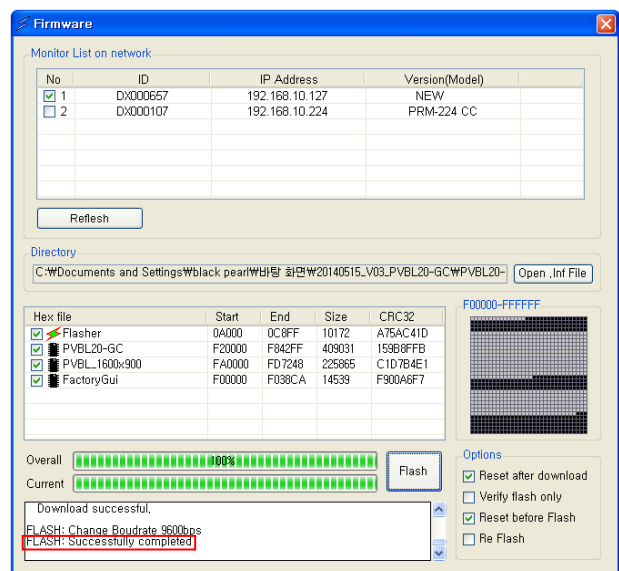 Firmware
Monitor List on network
No ID IP Address Version(Model)
1 DX000657 192.168.10.127 NEW
2 DX000107 192.168.10.224 PRM-224 CC
Reflesh
Directory
C:₩Documents and Settings₩black pearl₩바탕 화면₩20140515_V03_PVBL20-GC₩PVBL20- Open .Inf File
Hex file Start End Size CRC32
Flasher 0A000 0C8FF 10172 A75AC41D
PVBL20-GC F20000 F842FF 409031 159B8FFB
PVBL_1600x900 FA0000 FD7248 225865 C1D7B4E1
FactoryGui F00000 F038CA 14539 F900A6F7
F00000-FFFFFF
Overall 100%
Current
Flash
Download successful.
FLASH: Change Boudrate 9600bps
FLASH: Successfully completed
Options
Reset after download
Verify flash only
Reset before Flash
Re Flash